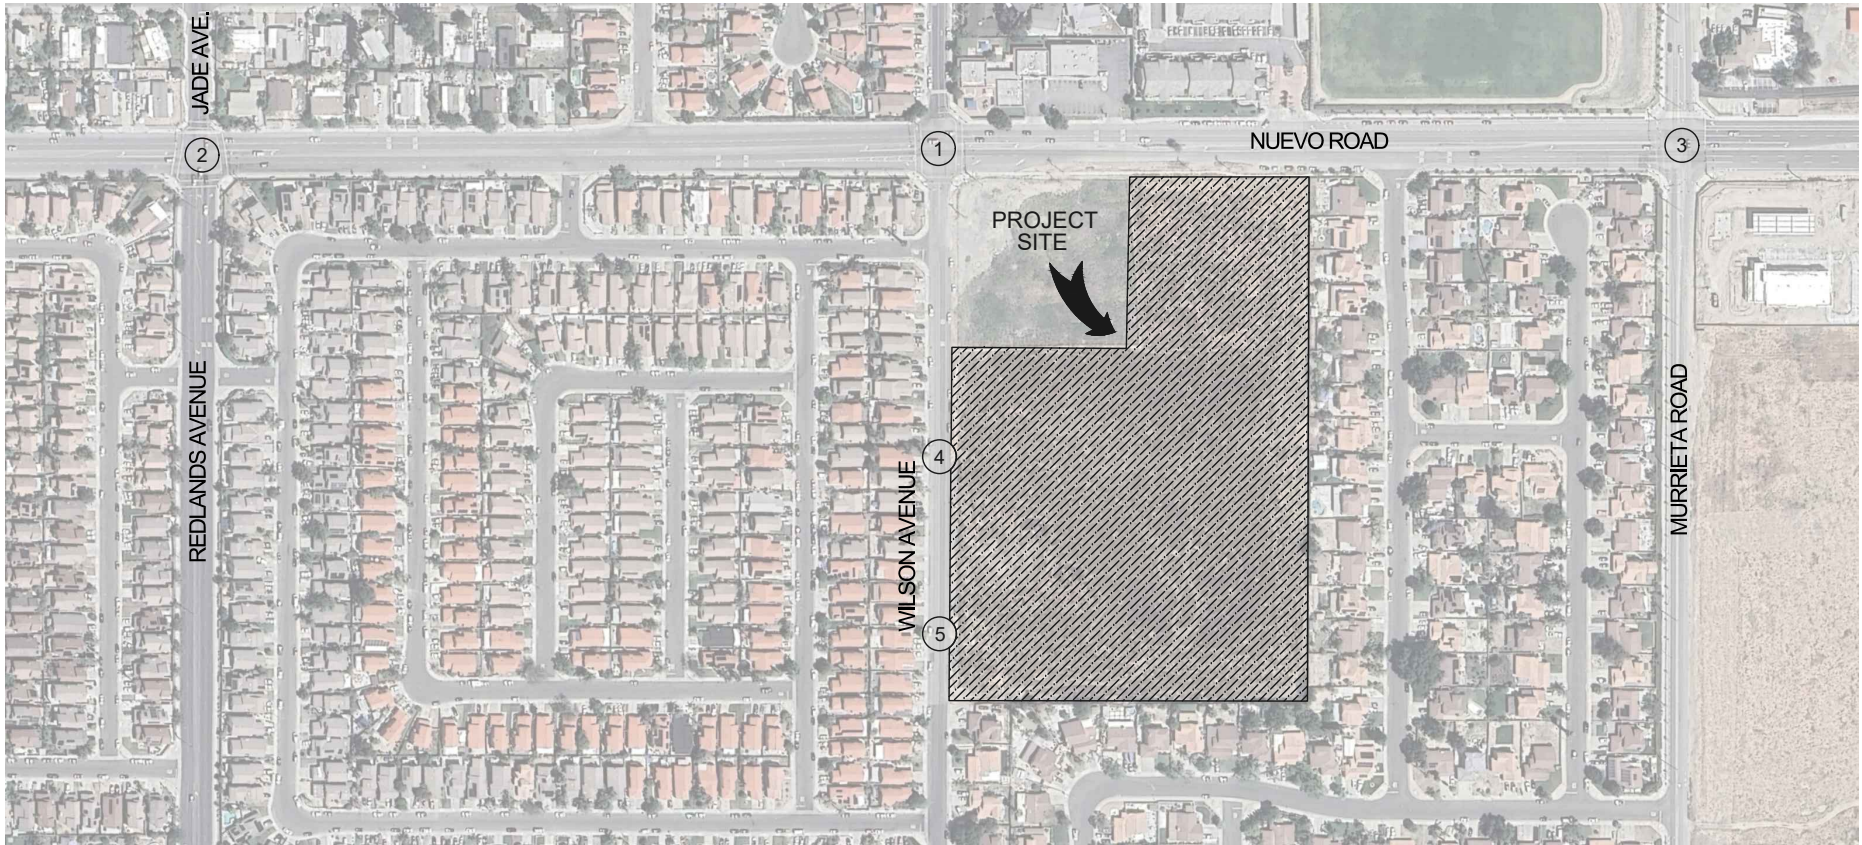 JADE AVE.
2
1
NUEVO ROAD
3
PROJECT
SITE
REDLANDS AVENUE
MURRIETA ROAD
4
WILSON AVENUE
5